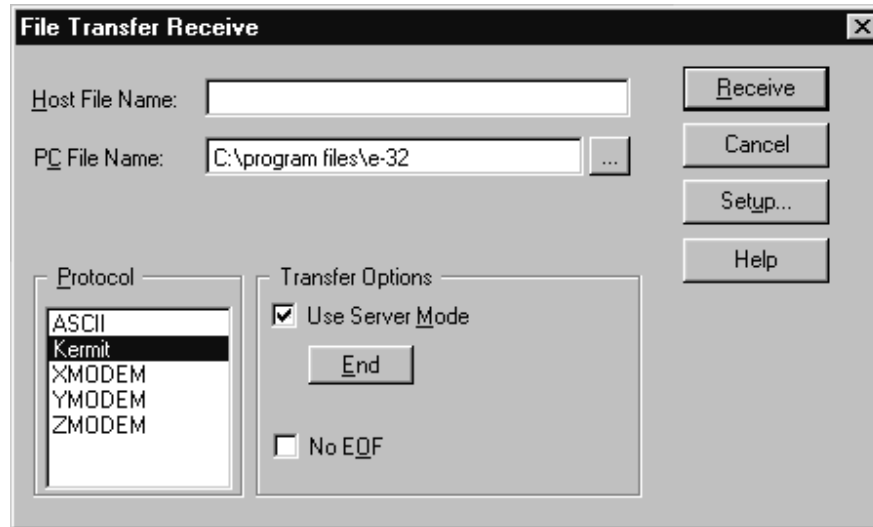 File Transfer Receive
Host File Name:
Receive
PC File Name:
C:\program files\e-32
...
Cancel
Setup...
Help
Protocol
ASCII
Kermit
XMODEM
YMODEM
ZMODEM
Transfer Options
Use Server Mode
End
No EOF